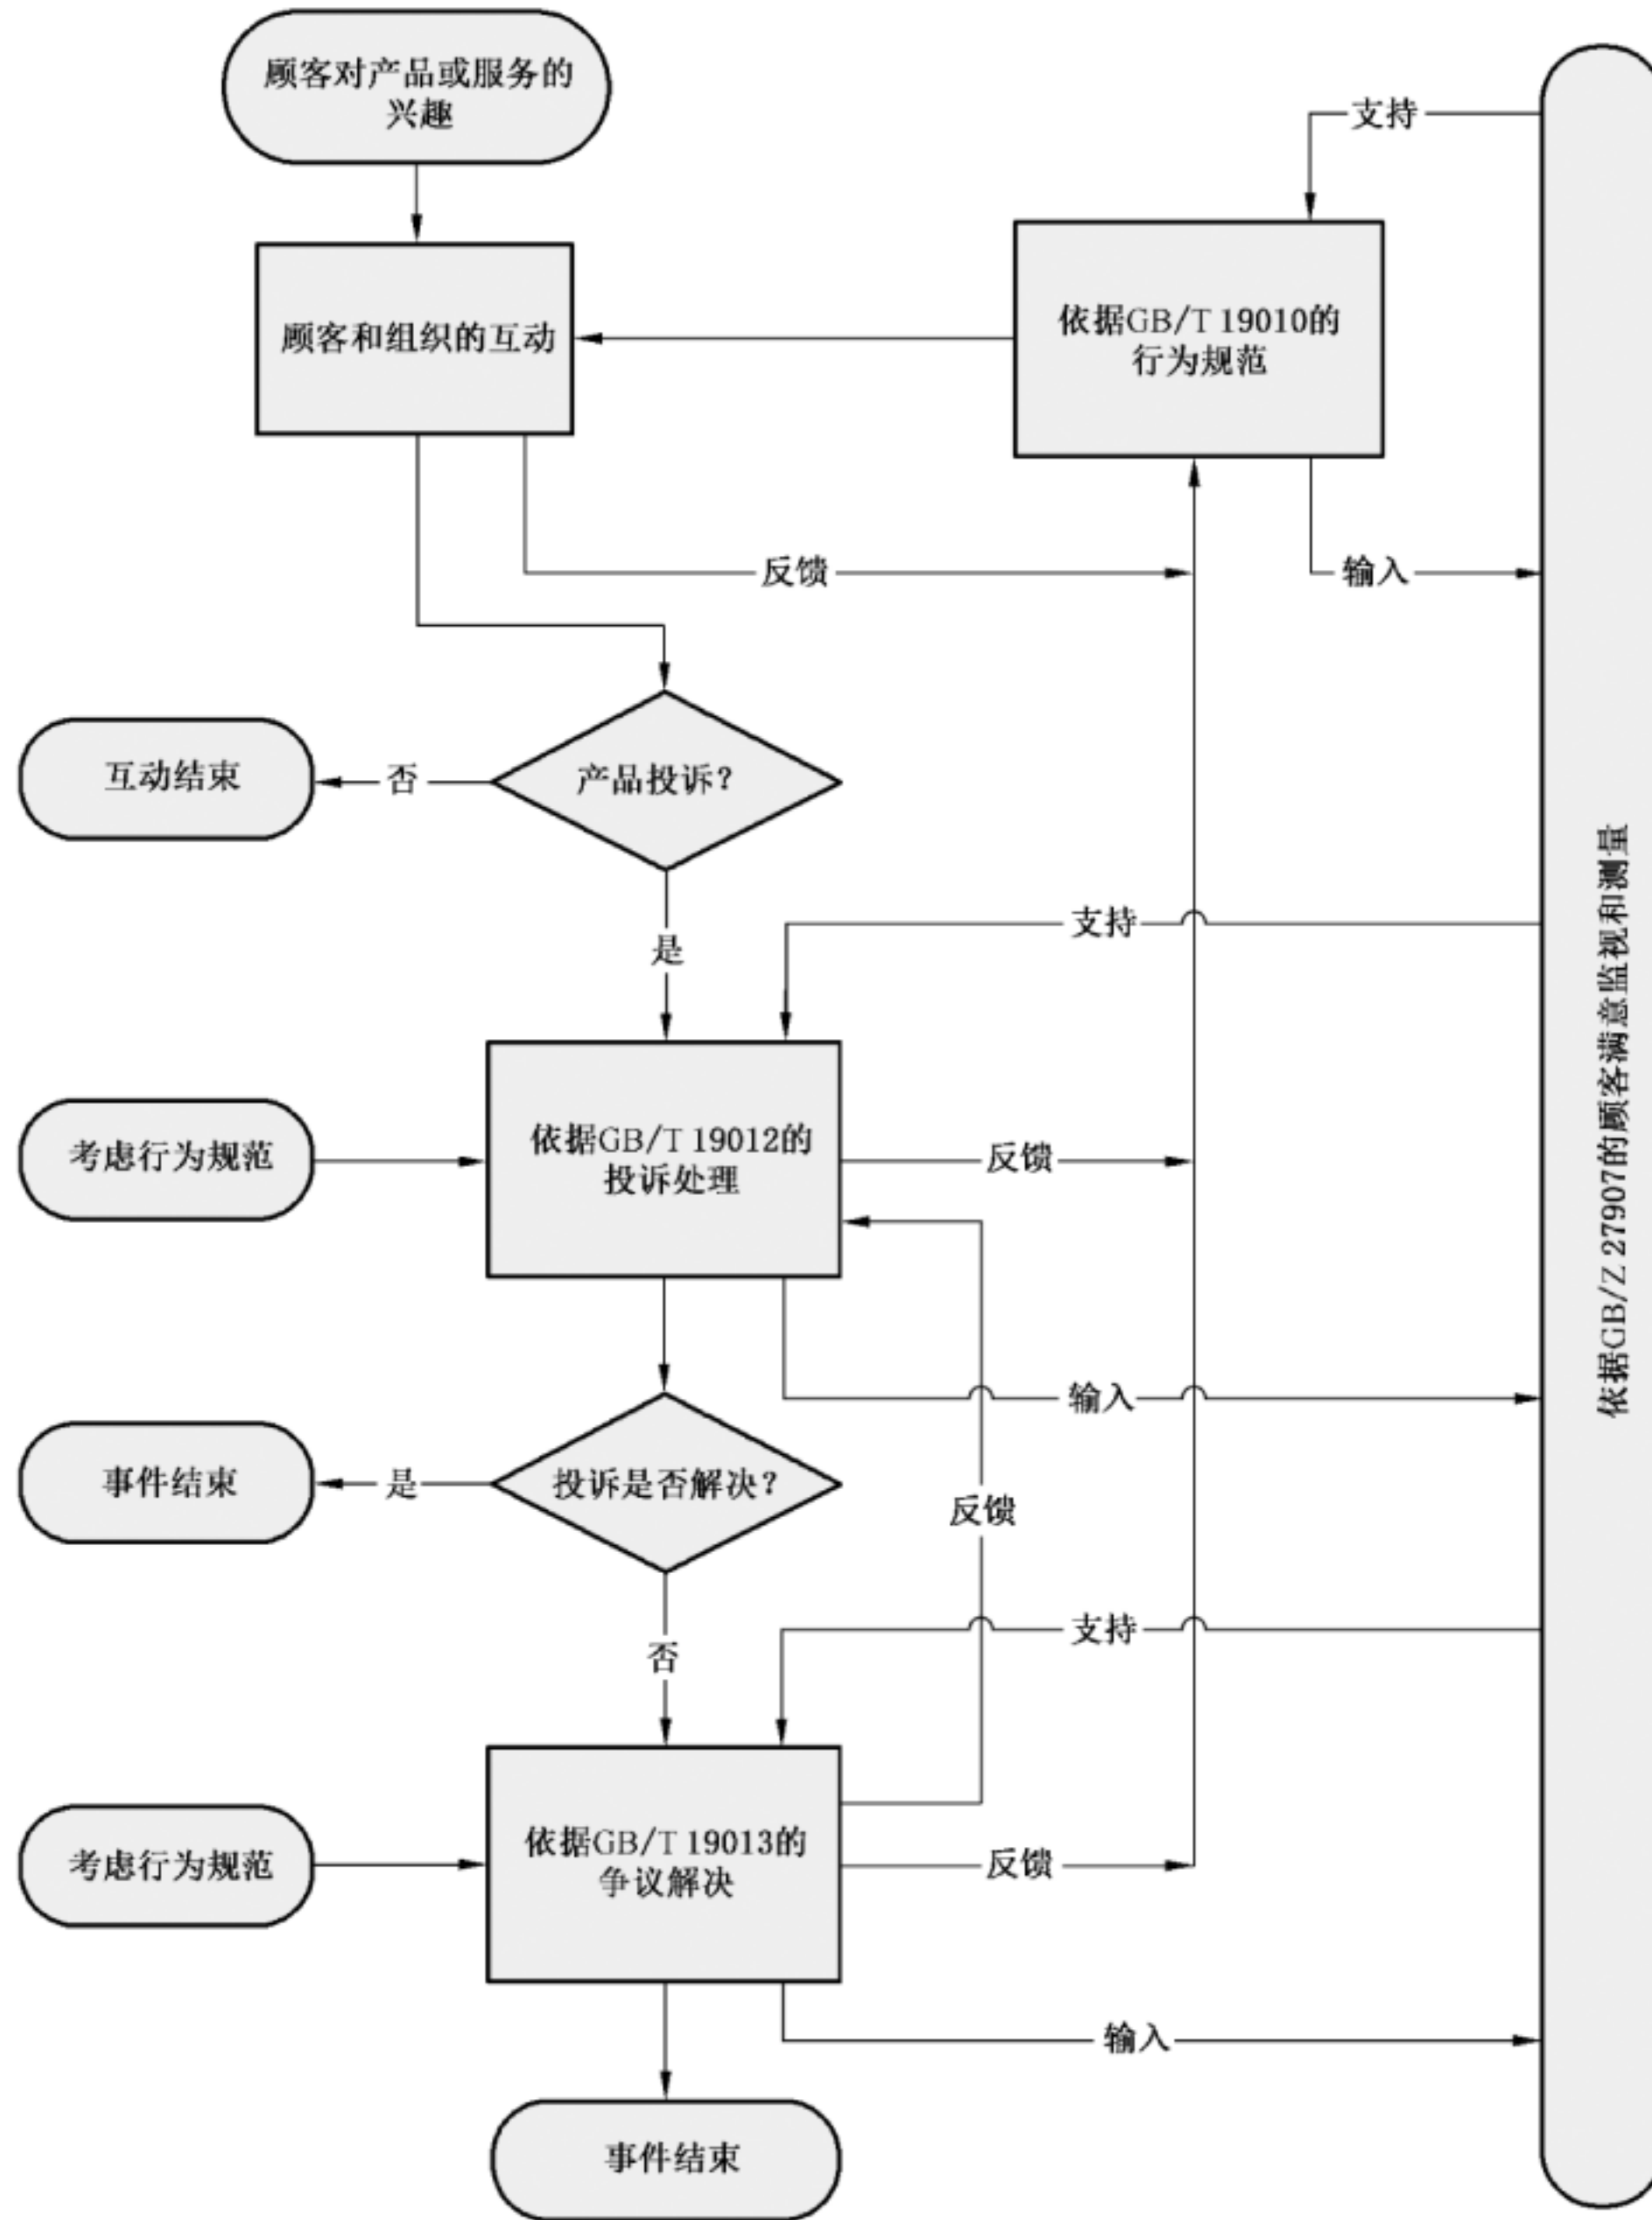 顾客对产品或服务的
兴趣
支持
顾客和组织的互动
依据GB/T 19010的
行为规范
反馈
输入
互动结束
否
产品投诉?
支持
是
考虑行为规范
依据GB/T 19012的
投诉处理
反馈
依据GB/Z 27907的顾客满意监视和测量
输入
事件结束
是
投诉是否解决?
反馈
支持
否
考虑行为规范
依据GB/T 19013的
争议解决
反馈
输入
事件结束